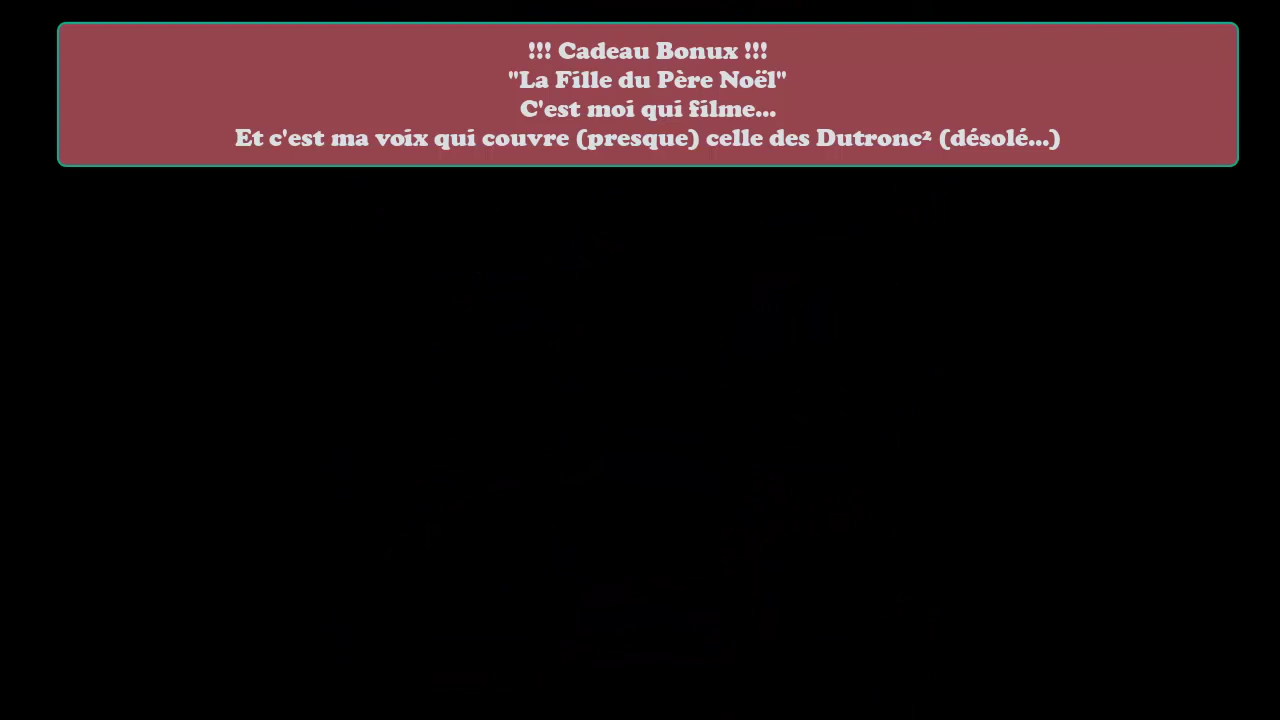 !!! Cadeau Bonux !!!
"La Fille du Père Noël"
C'est moi qui filme...
Et c'est ma voix qui couvre (presque) celle des Dutronc² (désolé...)